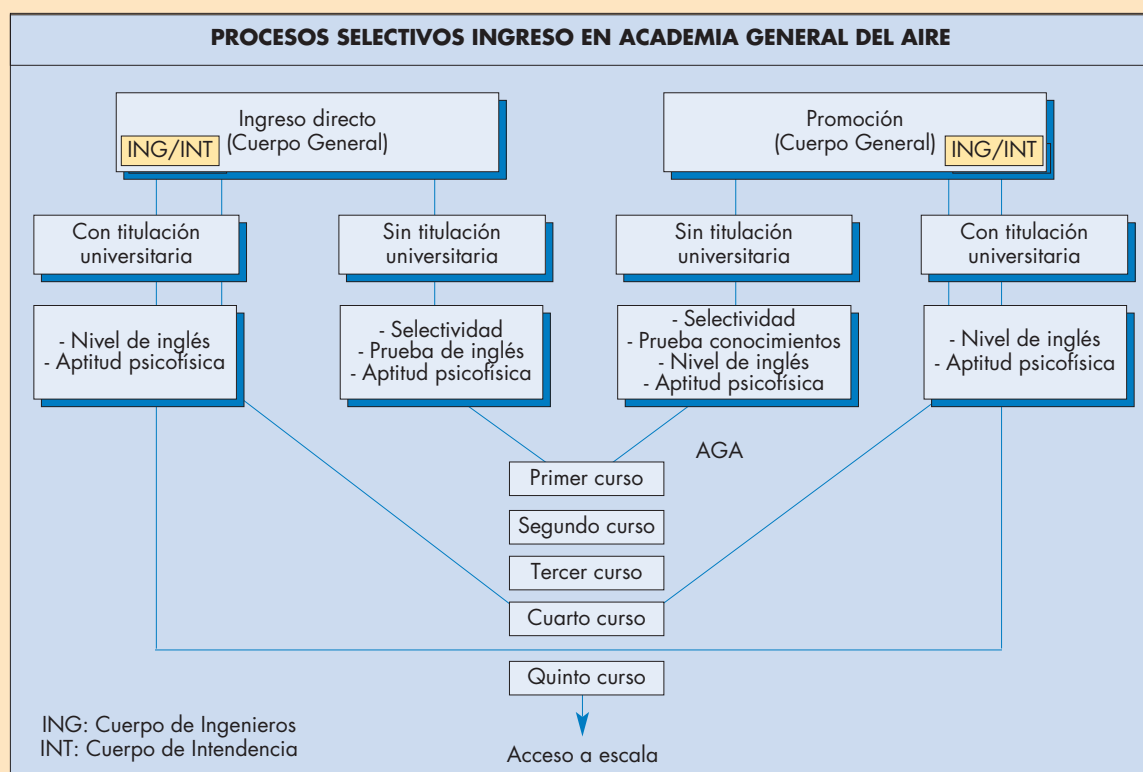 PROCESOS SELECTIVOS INGRESO EN ACADEMIA GENERAL DEL AIRE
Ingreso directo
(Cuerpo General)
ING/INT
Promoción
(Cuerpo General)
ING/INT
Con titulación
universitaria
Sin titulación
universitaria
Sin titulación
universitaria
Con titulación
universitaria
- Nivel de inglés
- Aptitud psicofísica
- Selectividad
- Prueba de inglés
- Aptitud psicofísica
- Selectividad
- Prueba conocimientos
- Nivel de inglés
- Aptitud psicofísica
- Nivel de inglés
- Aptitud psicofísica
AGA
Primer curso
Segundo curso
Tercer curso
Cuarto curso
Quinto curso
ING: Cuerpo de Ingenieros
INT: Cuerpo de Intendencia
Acceso a escala